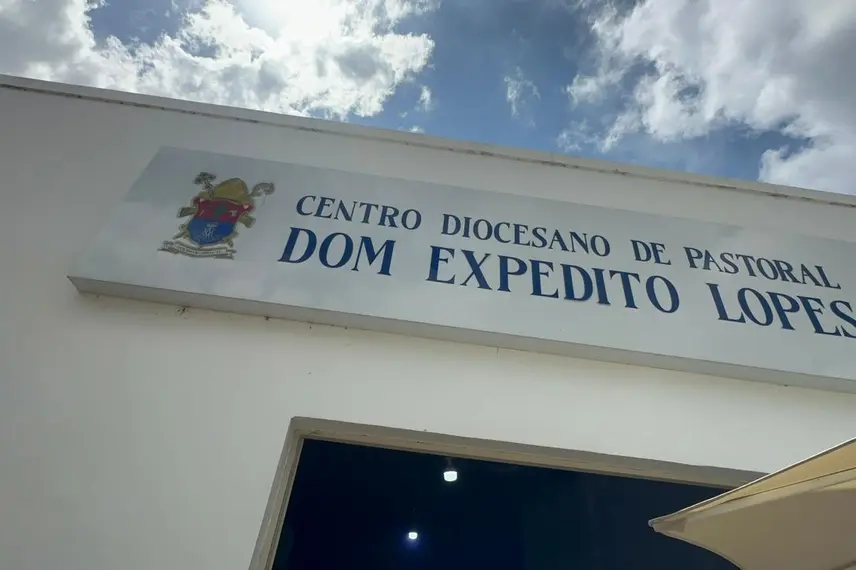 CENTRO DIOCESANO DE PASTORAL
DOM EXPEDITO LOPES